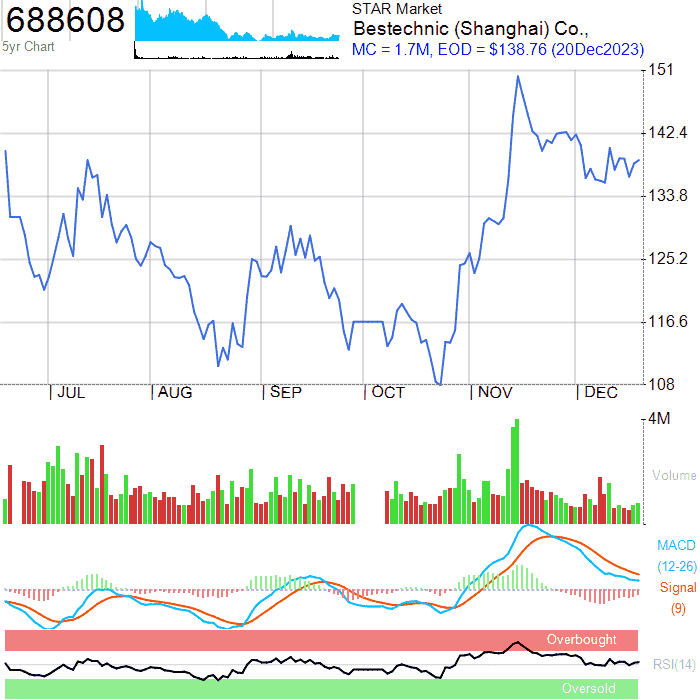 688608
5yr Chart
STAR Market
Bestechnic (Shanghai) Co.,
MC = 1.7M, EOD = $138.76 (20Dec2023)
151
142.4
133.8
125.2
116.6
108
JUL AUG SEP OCT NOV DEC
4M
Volume
MACD
(12-26)
Signal
(9)
Overbought
RSI(14)
Oversold